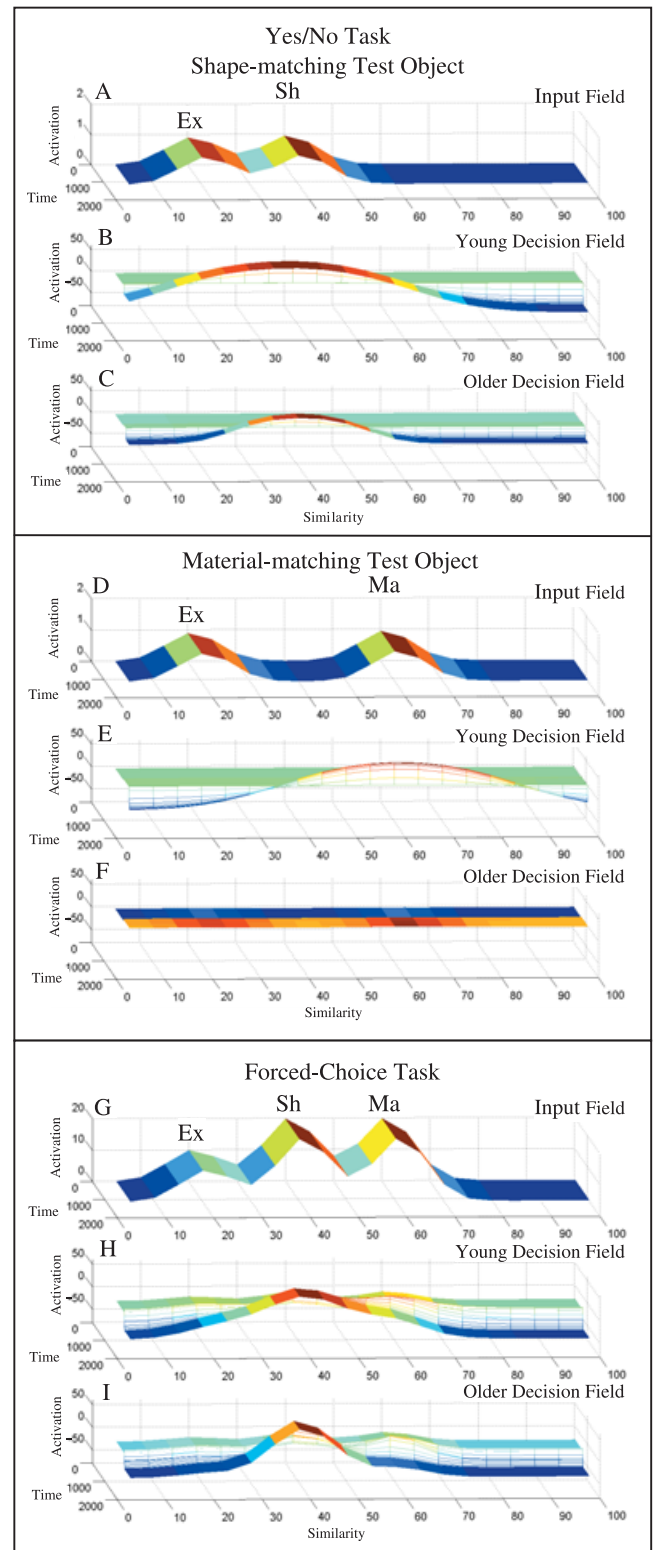 Yes/No Task
Shape-matching Test Object
A
Sh
Input Field
Ex
2
1
0
Activation
0
1000
2000
Time
0 10 20 30 40 50 60 70 80 90 100
B
Young Decision Field
50
0
-50
Activation
0
1000
2000
Time
0 10 20 30 40 50 60 70 80 90 100
C
Older Decision Field
50
0
-50
Activation
0
1000
2000
Time
0 10 20 30 40 50 60 70 80 90 100
Similarity
Material-matching Test Object
D
Ma
Input Field
Ex
2
1
0
Activation
0
1000
2000
Time
0 10 20 30 40 50 60 70 80 90 100
E
Young Decision Field
50
0
-50
Activation
0
1000
2000
Time
0 10 20 30 40 50 60 70 80 90 100
F
Older Decision Field
50
0
-50
Activation
0
1000
2000
Time
0 10 20 30 40 50 60 70 80 90 100
Similarity
Forced-Choice Task
G
Sh
Ma
Input Field
Ex
20
10
0
Activation
0
1000
2000
Time
0 10 20 30 40 50 60 70 80 90 100
H
Young Decision Field
50
0
-50
Activation
0
1000
2000
Time
0 10 20 30 40 50 60 70 80 90 100
I
Older Decision Field
50
0
-50
Activation
0
1000
2000
Time
0 10 20 30 40 50 60 70 80 90 100
Similarity